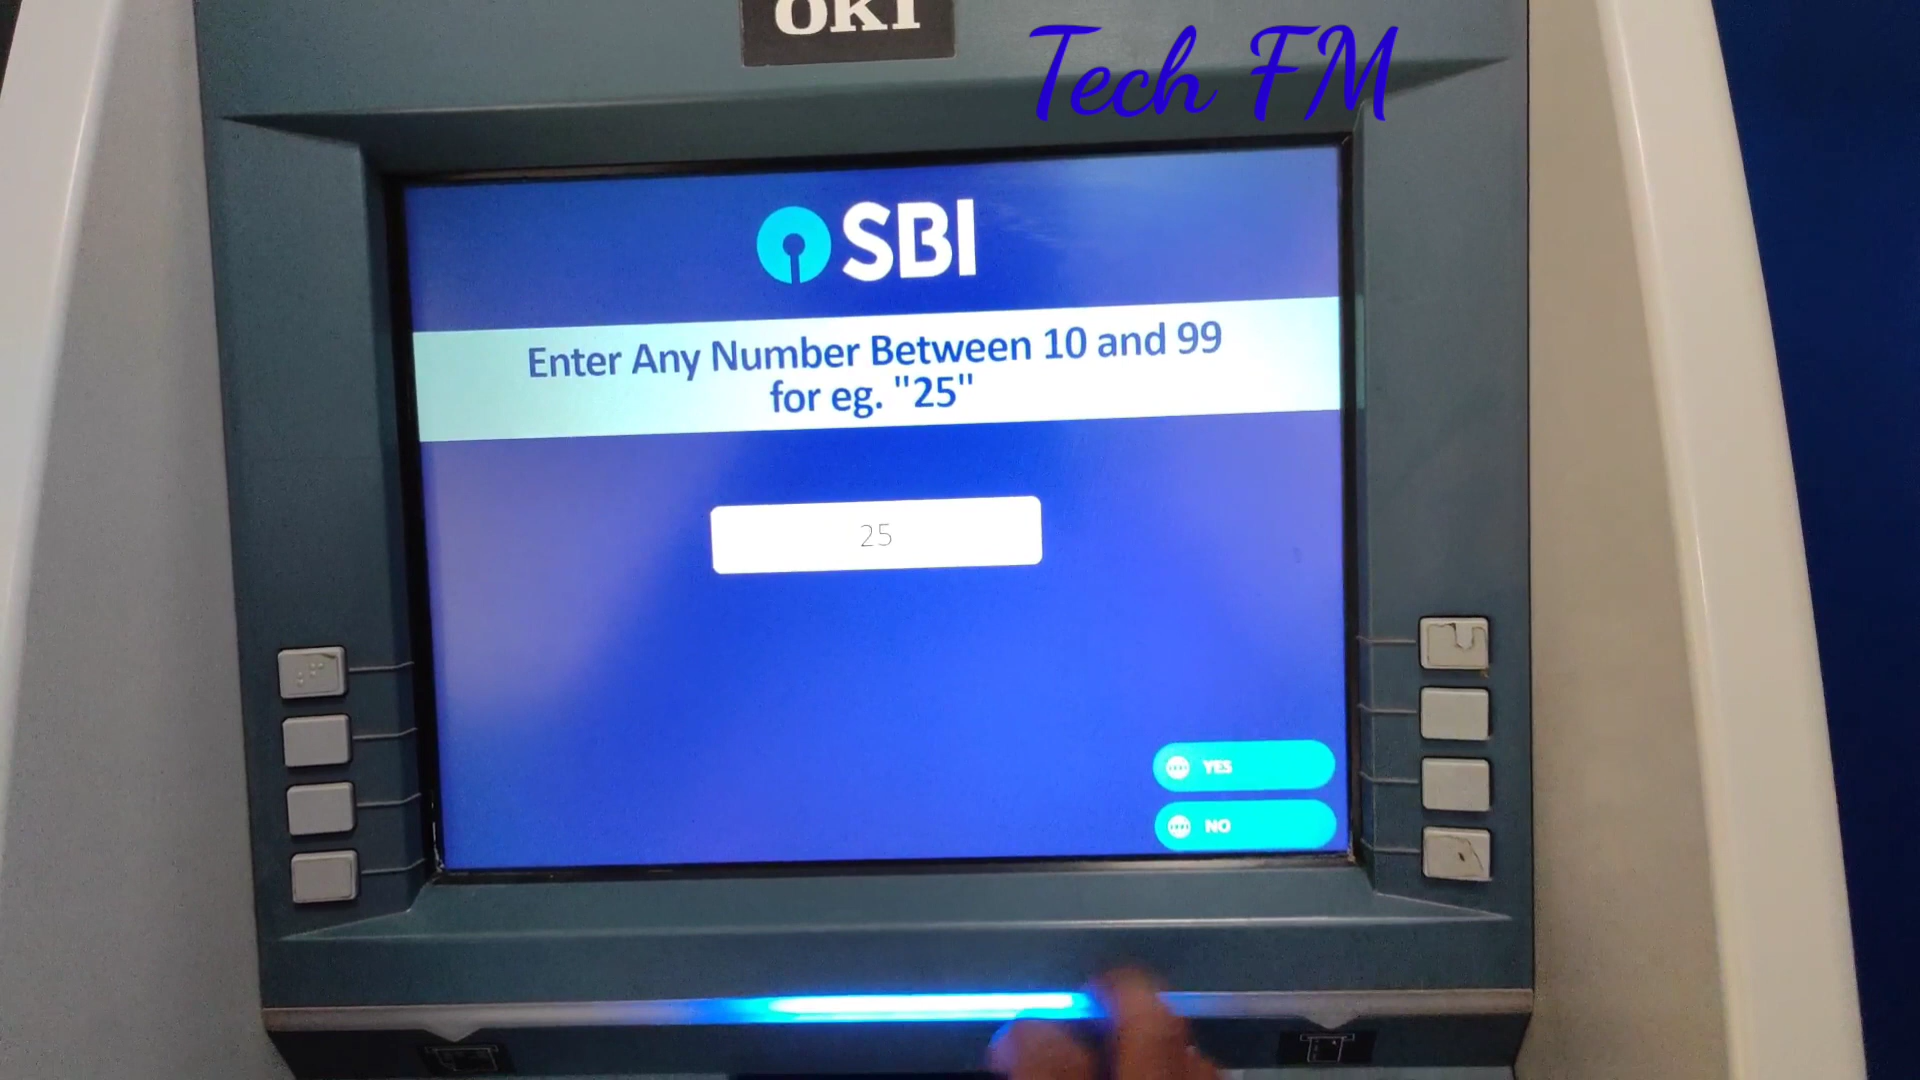 OKI
Tech FM
SBI
Enter Any Number Between 10 and 99
for eg. "25"
25
YES
NO